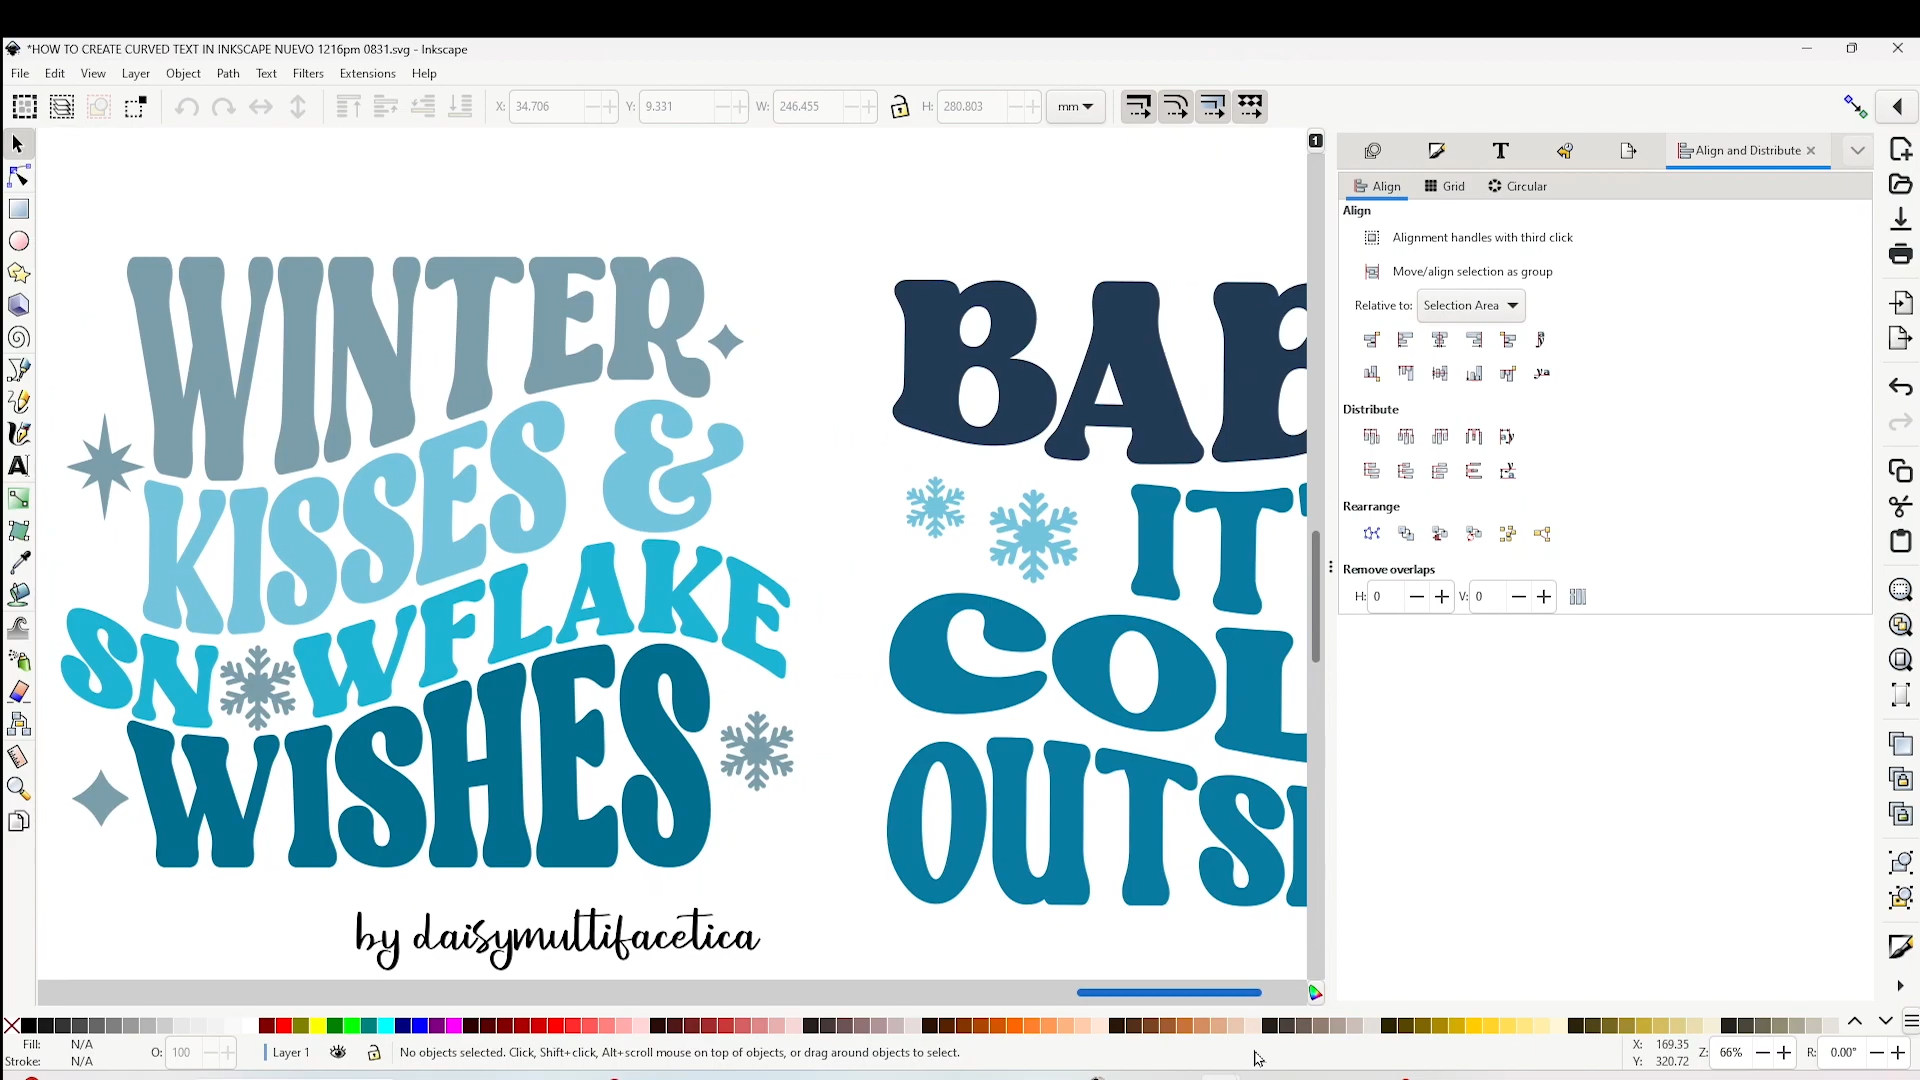 *HOW TO CREATE CURVED TEXT IN INKSCAPE NUEVO 1216pm 0831.svg - Inkscape
File Edit View Layer Object Path Text Filters Extensions Help
X: 34.706 Y: 9.331 W: 246.455 H: 280.803 mm
1
Align and Distribute
Align Grid Circular
Align
Alignment handles with third click
Move/align selection as group
Relative to: Selection Area
Distribute
Rearrange
Remove overlaps
H: 0 V: 0
WINTER
KISSES &
SNWFLAKE
WISHES
by daisymultifacetica
BAB
IT'
COL
OUTSI
Fill: N/A
Stroke: N/A
O: 100
Layer 1
No objects selected. Click, Shift+click, Alt+scroll mouse on top of objects, or drag around objects to select.
X: 169.35
Y: 320.72
Z: 66%
R: 0.00°